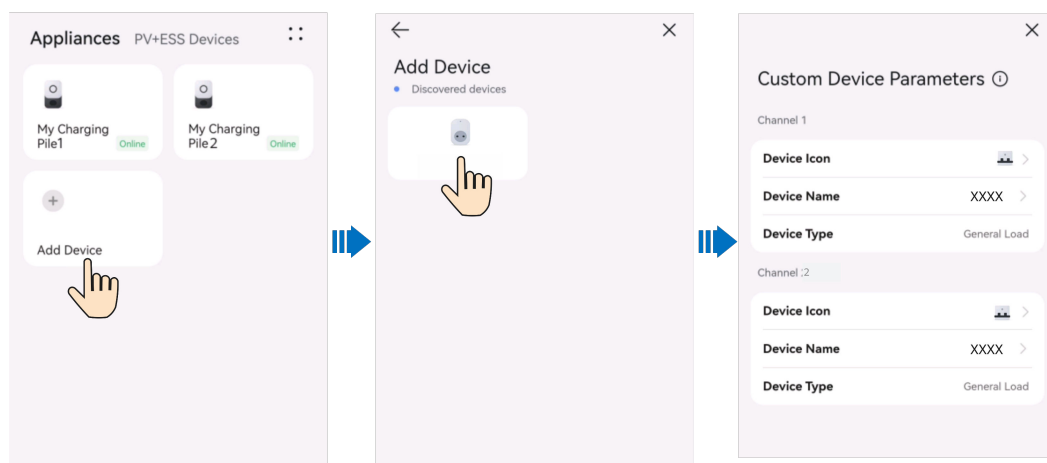 Appliances PV+ESS Devices
My Charging
Pile1 Online
My Charging
Pile 2 Online
Add Device
Add Device
Discovered devices
Custom Device Parameters
Channel 1
Device Icon
Device Name XXXX
Device Type General Load
Channel :2
Device Icon
Device Name XXXX
Device Type General Load